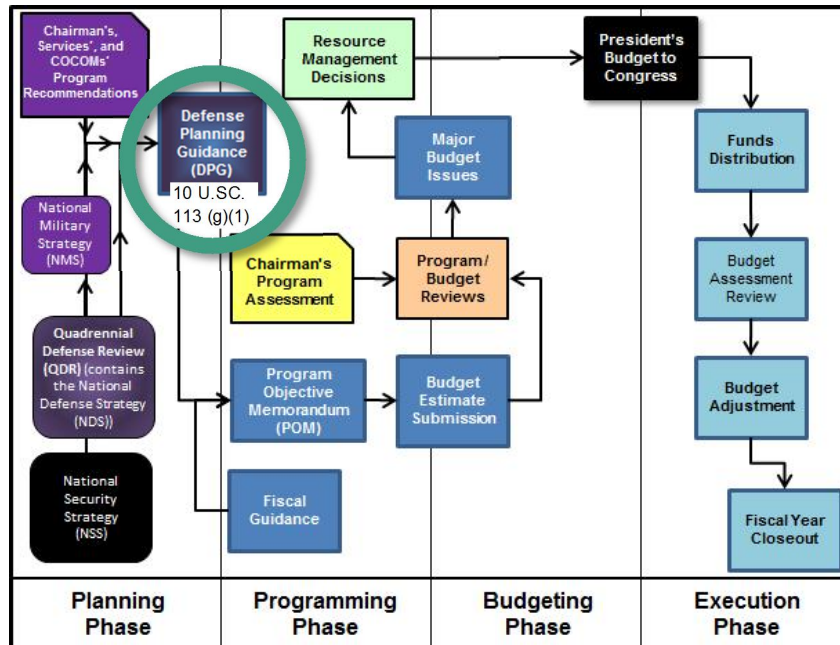 Chairman's,
Services', and
COCOMs'
Program
Recommendations
Defense
Planning
Guidance
(DPG)
10 U.SC.
113 (g)(1)
National
Military
Strategy
(NMS)
Quadrennial
Defense Review
(QDR) (contains
the National
Defense Strategy
(NDS))
National
Security
Strategy
(NSS)
Resource
Management
Decisions
Major
Budget
Issues
Chairman's
Program
Assessment
Program /
Budget
Reviews
Program
Objective
Memorandum
(POM)
Budget
Estimate
Submission
Fiscal
Guidance
President's
Budget to
Congress
Funds
Distribution
Budget
Assessment
Review
Budget
Adjustment
Fiscal Year
Closeout
Planning
Phase
Programming
Phase
Budgeting
Phase
Execution
Phase